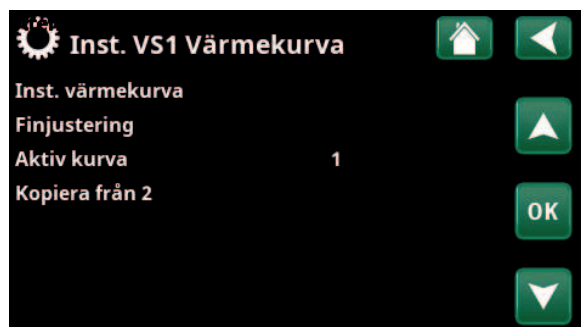 Inst. VS1 Värmekurva
Inst. värmekurva
Finjustering
Aktiv kurva 1
Kopiera från 2
OK